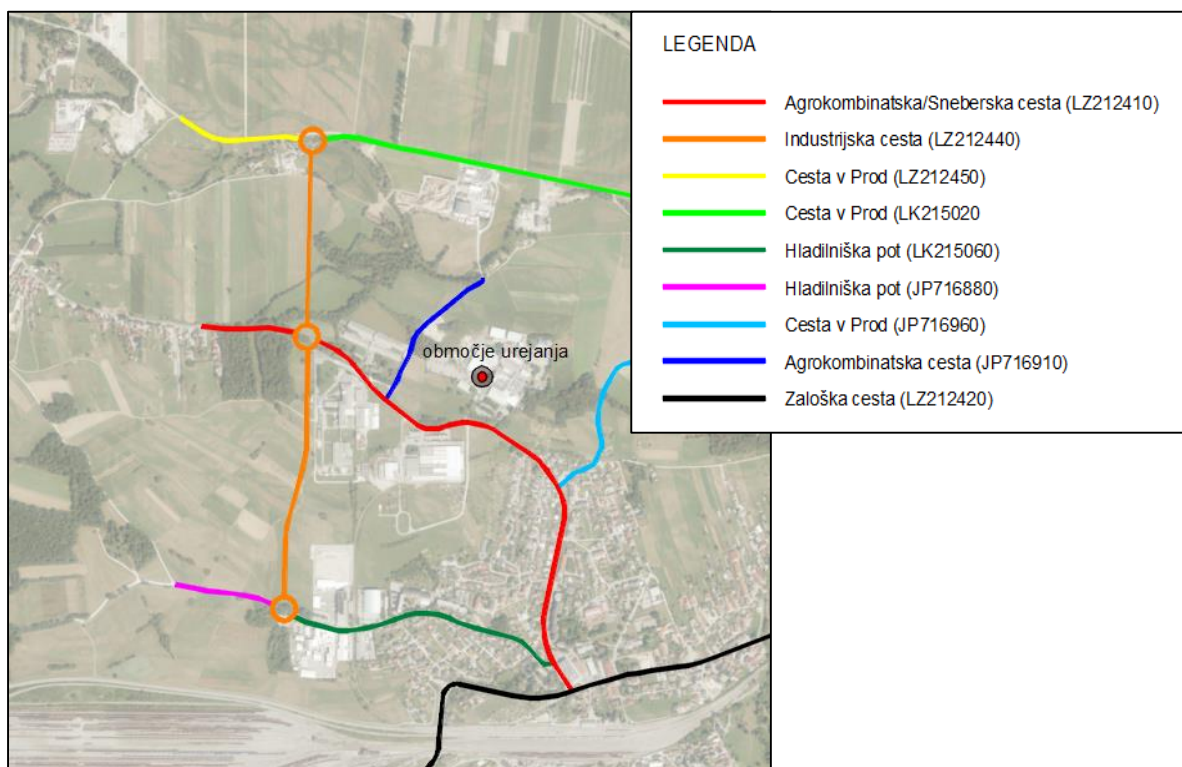 LEGENDA
Agrokombinatska/Sneberska cesta (LZ212410)
Industrijska cesta (LZ212440)
Cesta v Prod (LZ212450)
Cesta v Prod (LK215020
Hladilniška pot (LK215060)
Hladilniška pot (JP716880)
Cesta v Prod (JP716960)
Agrokombinatska cesta (JP716910)
Zaloška cesta (LZ212420)
območje urejanja